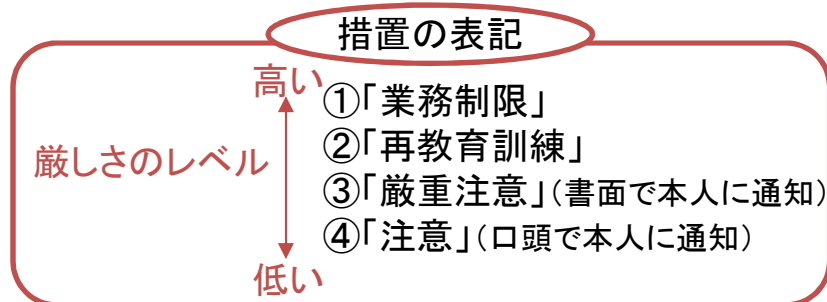 措置の表記
高い
①「業務制限」
②「再教育訓練」
厳しさのレベル
③「厳重注意」(書面で本人に通知)
④「注意」(口頭で本人に通知)
低い